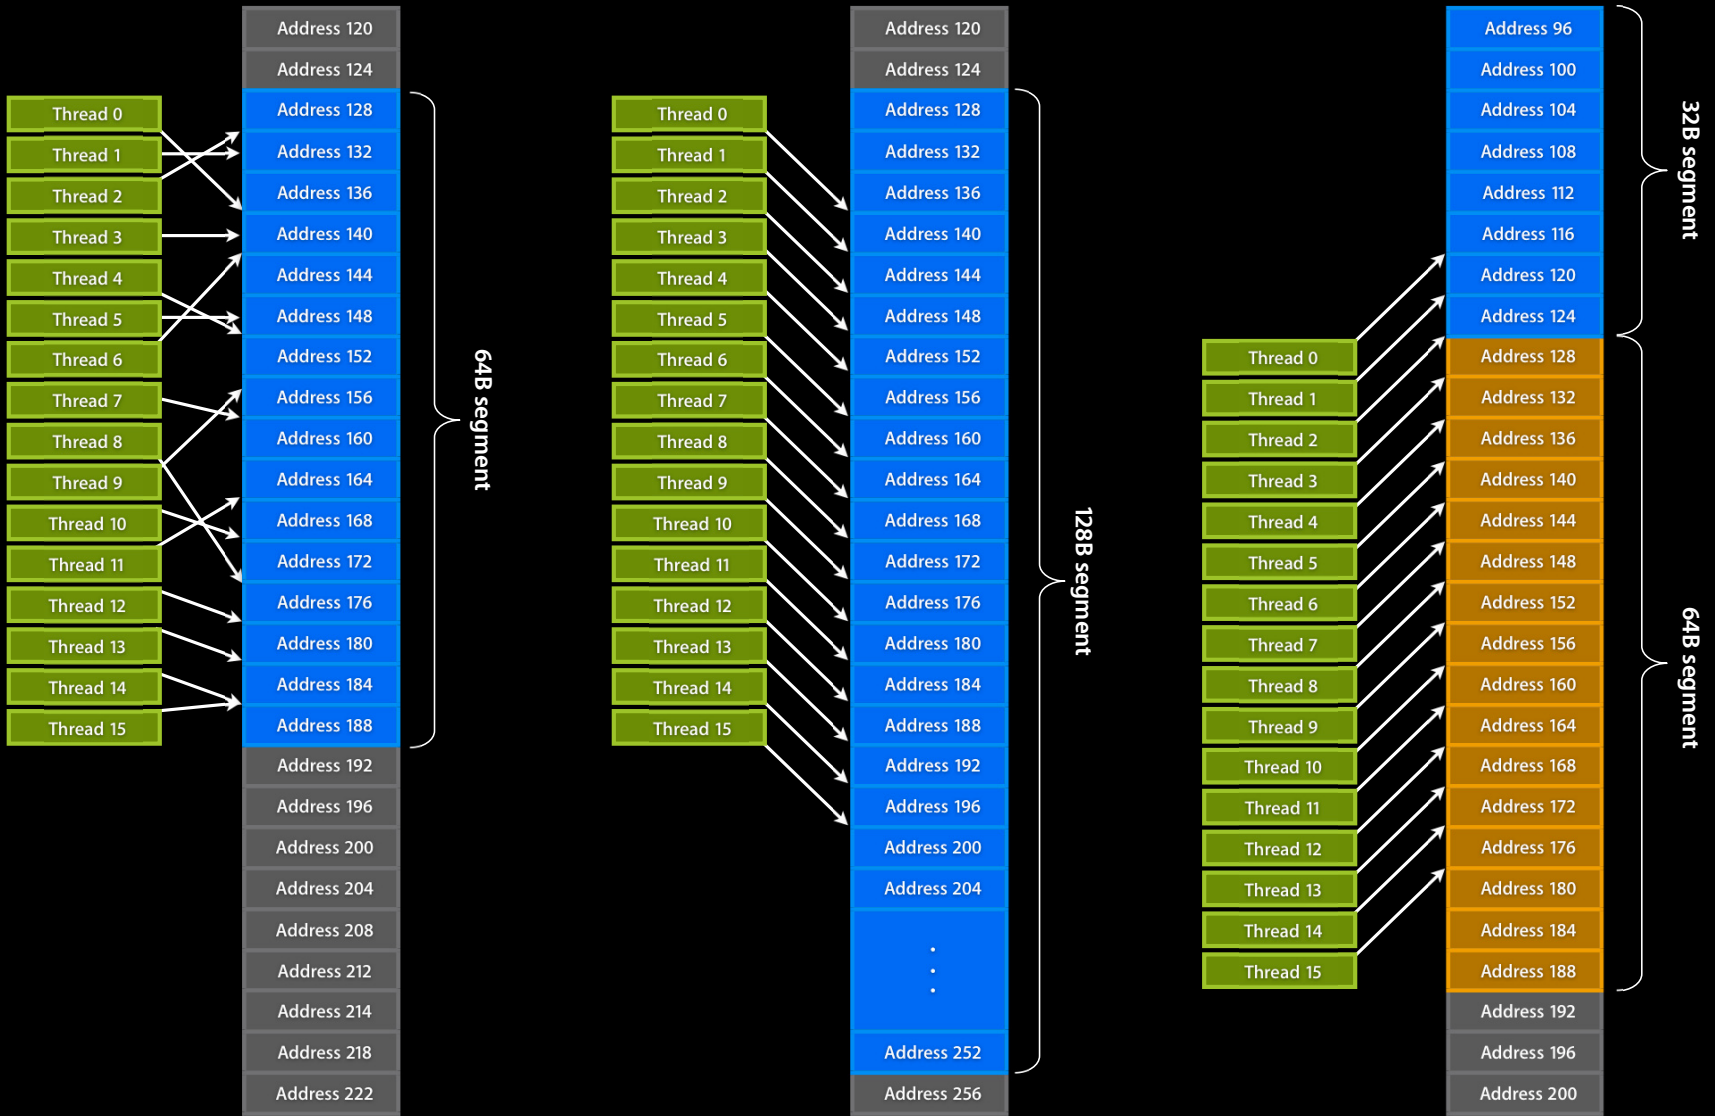 Thread 0
Thread 1
Thread 2
Thread 3
Thread 4
Thread 5
Thread 6
Thread 7
Thread 8
Thread 9
Thread 10
Thread 11
Thread 12
Thread 13
Thread 14
Thread 15
Address 120
Address 124
Address 128
Address 132
Address 136
Address 140
Address 144
Address 148
Address 152
Address 156
Address 160
Address 164
Address 168
Address 172
Address 176
Address 180
Address 184
Address 188
Address 192
Address 196
Address 200
Address 204
Address 208
Address 212
Address 214
Address 218
Address 222
64B segment
Thread 0
Thread 1
Thread 2
Thread 3
Thread 4
Thread 5
Thread 6
Thread 7
Thread 8
Thread 9
Thread 10
Thread 11
Thread 12
Thread 13
Thread 14
Thread 15
Address 120
Address 124
Address 128
Address 132
Address 136
Address 140
Address 144
Address 148
Address 152
Address 156
Address 160
Address 164
Address 168
Address 172
Address 176
Address 180
Address 184
Address 188
Address 192
Address 196
Address 200
Address 204
.
.
.
Address 252
Address 256
128B segment
Thread 0
Thread 1
Thread 2
Thread 3
Thread 4
Thread 5
Thread 6
Thread 7
Thread 8
Thread 9
Thread 10
Thread 11
Thread 12
Thread 13
Thread 14
Thread 15
Address 96
Address 100
Address 104
Address 108
Address 112
Address 116
Address 120
Address 124
Address 128
Address 132
Address 136
Address 140
Address 144
Address 148
Address 152
Address 156
Address 160
Address 164
Address 168
Address 172
Address 176
Address 180
Address 184
Address 188
Address 192
Address 196
Address 200
32B segment
64B segment